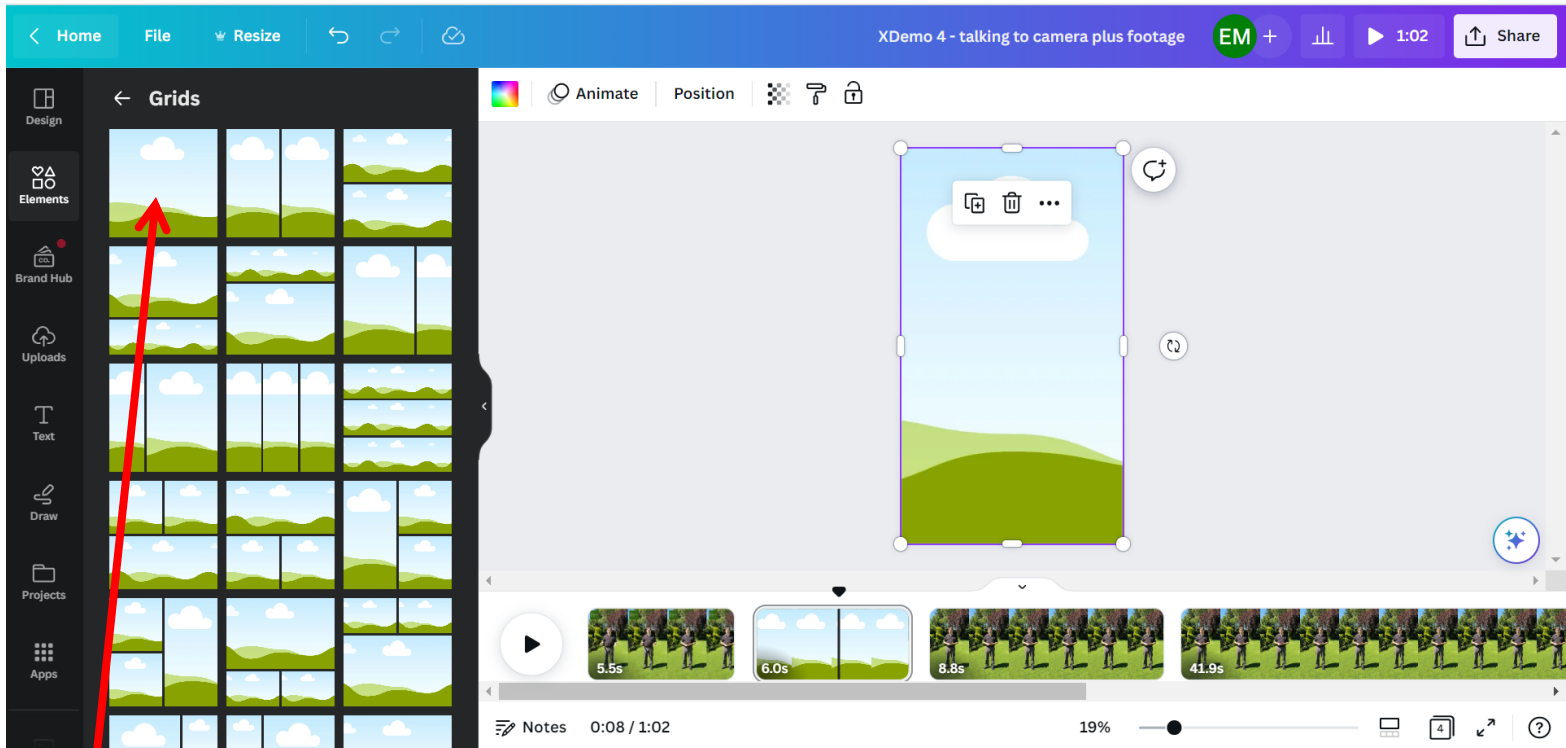 Home File Resize XDemo 4 - talking to camera plus footage EM + 1:02 Share
Design
Elements
CO.
Brand Hub
Uploads
Text
Draw
Projects
Apps
Grids
Animate Position
5.5s 6.0s 8.8s 41.9s
Notes 0:08 / 1:02 19% 4 ?